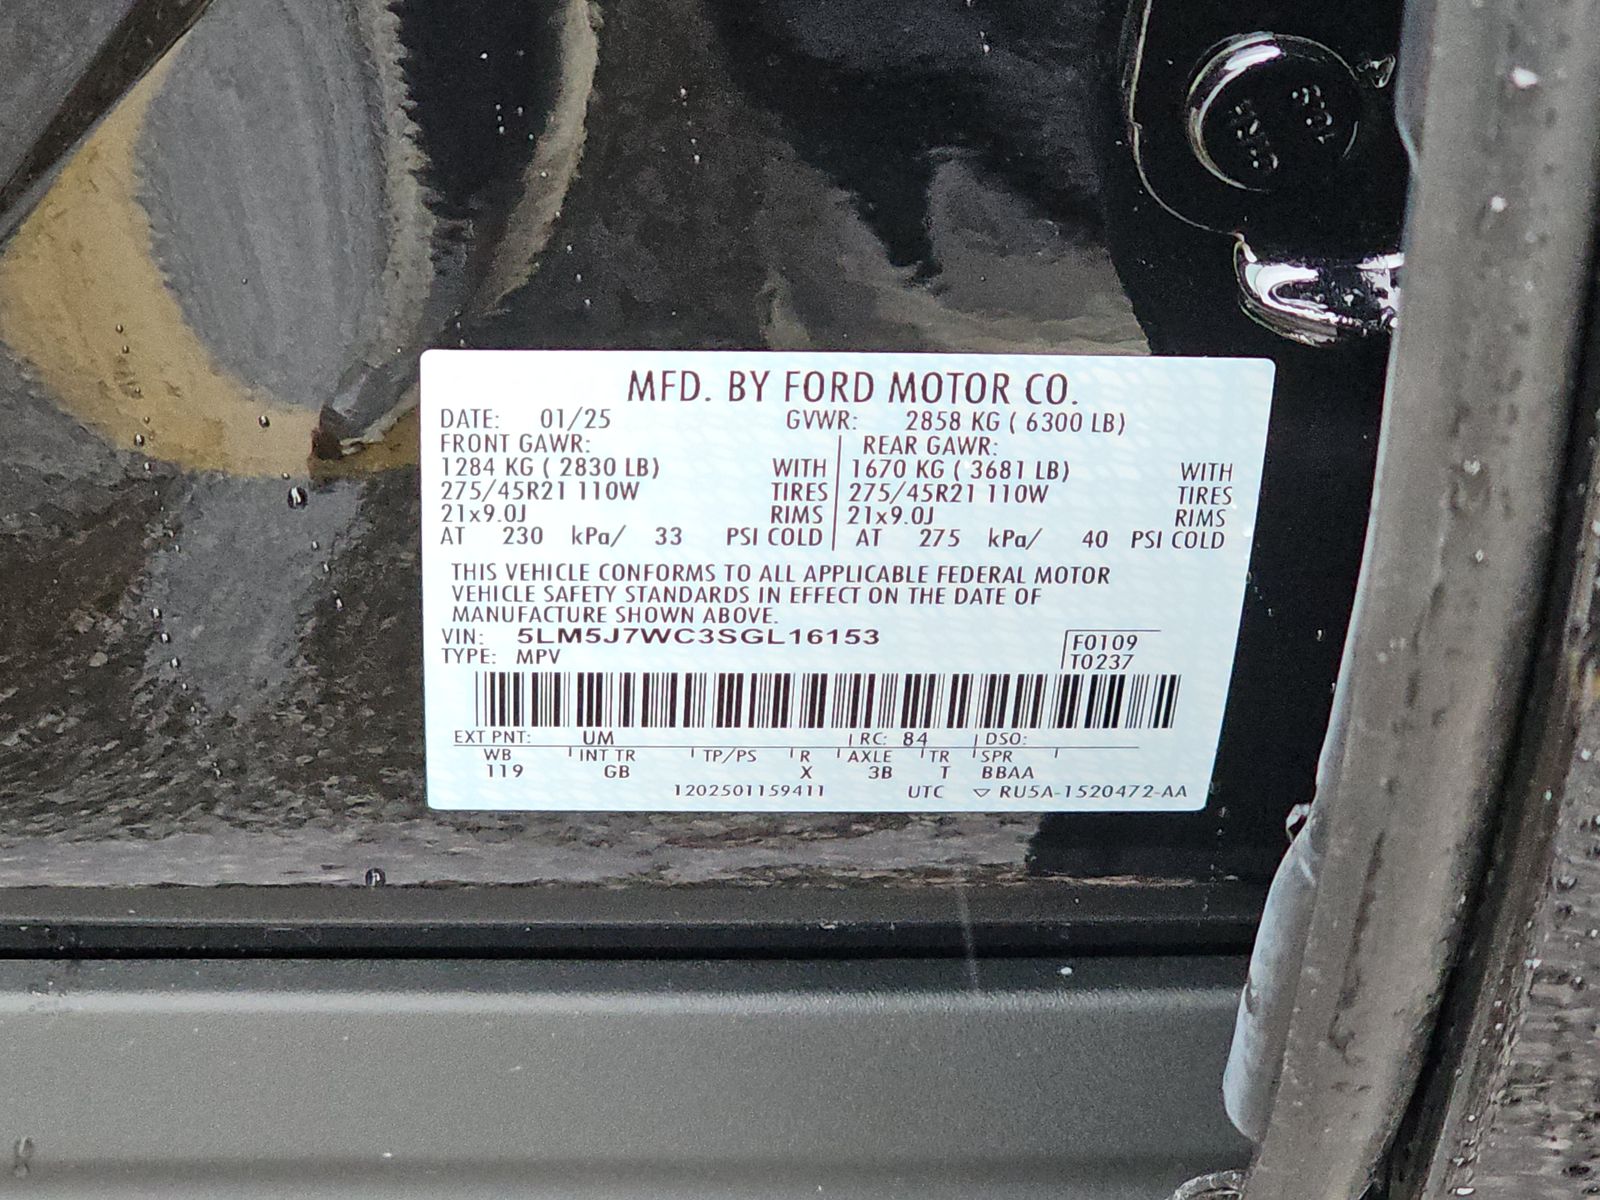 MFD. BY FORD MOTOR CO.
DATE: 01/25 GVWR: 2858 KG ( 6300 LB)
FRONT GAWR: REAR GAWR:
1284 KG ( 2830 LB) WITH 1670 KG ( 3681 LB) WITH
275/45R21 110W TIRES 275/45R21 110W TIRES
21x9.0J RIMS 21x9.0J RIMS
AT 230 kPa/ 33 PSI COLD AT 275 kPa/ 40 PSI COLD
THIS VEHICLE CONFORMS TO ALL APPLICABLE FEDERAL MOTOR
VEHICLE SAFETY STANDARDS IN EFFECT ON THE DATE OF
MANUFACTURE SHOWN ABOVE.
VIN: 5LM5J7WC3SGL16153
F0109
TYPE: MPV
T0237
EXT PNT: UM RC: 84 DSO:
WB INT TR TP/PS R AXLE TR SPR
119 GB X 3B T BBAA
1202501159411 UTC ▽ RU5A-1520472-AA